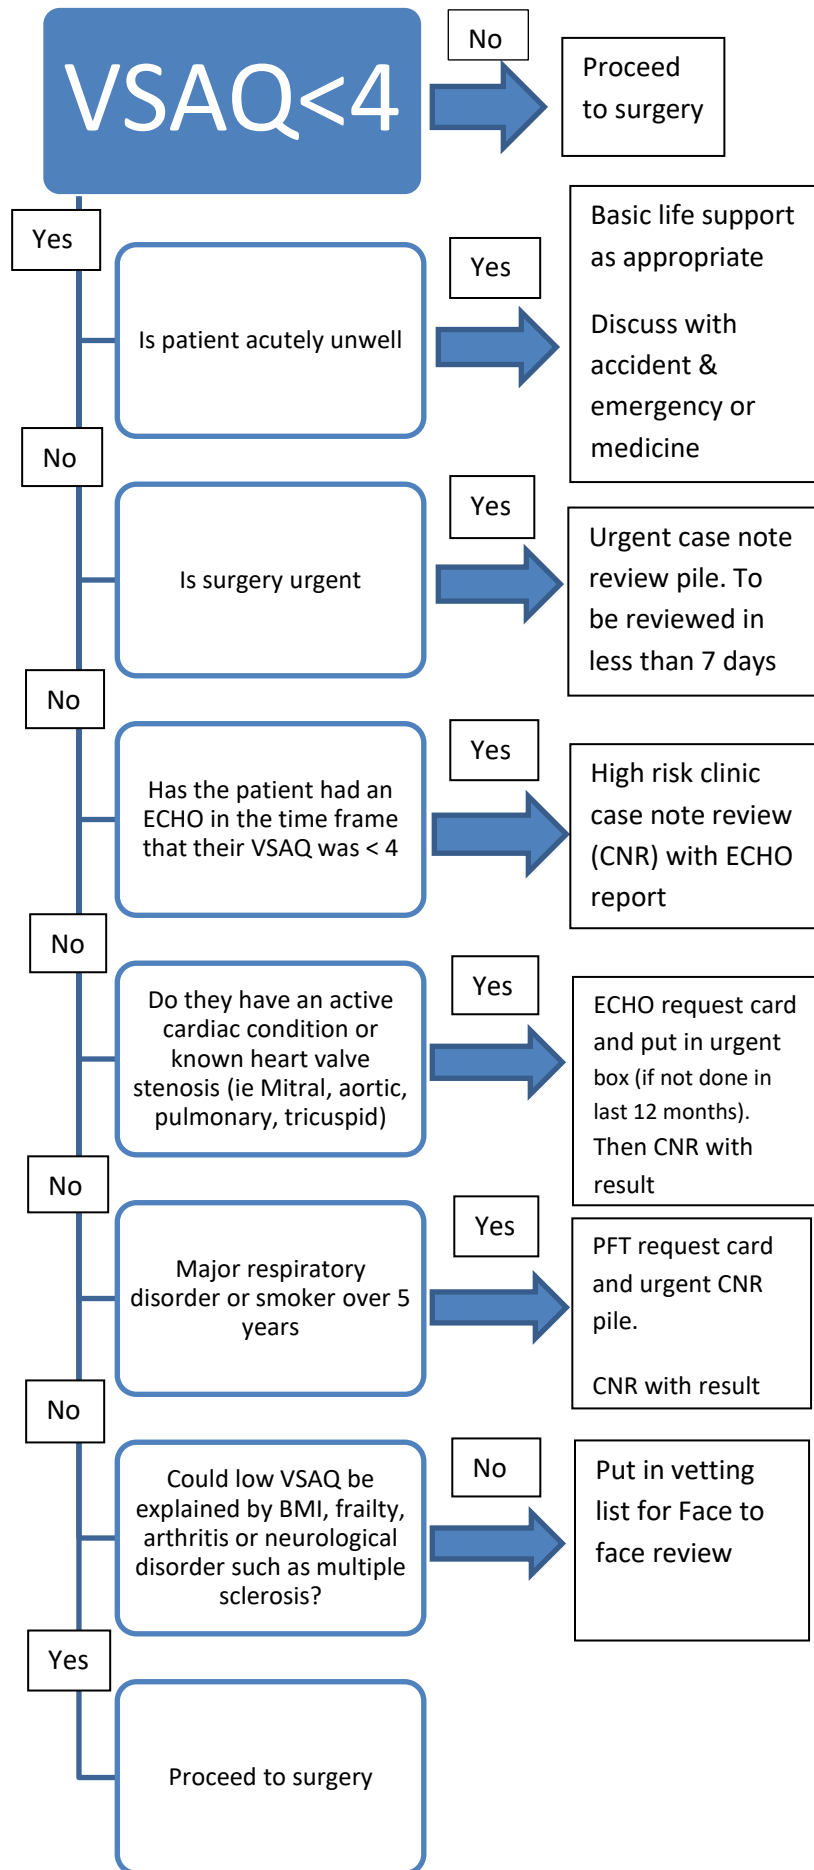 VSAQ<4
No
Proceed
to surgery
Yes
Is patient acutely unwell
Yes
Basic life support
as appropriate
Discuss with
accident &
emergency or
medicine
No
Is surgery urgent
Yes
Urgent case note
review pile. To
be reviewed in
less than 7 days
No
Has the patient had an
ECHO in the time frame
that their VSAQ was < 4
Yes
High risk clinic
case note review
(CNR) with ECHO
report
No
Do they have an active
cardiac condition or
known heart valve
stenosis (ie Mitral, aortic,
pulmonary, tricuspid)
Yes
ECHO request card
and put in urgent
box (if not done in
last 12 months).
Then CNR with
result
No
Major respiratory
disorder or smoker over 5
years
Yes
PFT request card
and urgent CNR
pile.
CNR with result
No
Could low VSAQ be
explained by BMI, frailty,
arthritis or neurological
disorder such as multiple
sclerosis?
No
Put in vetting
list for Face to
face review
Yes
Proceed to surgery